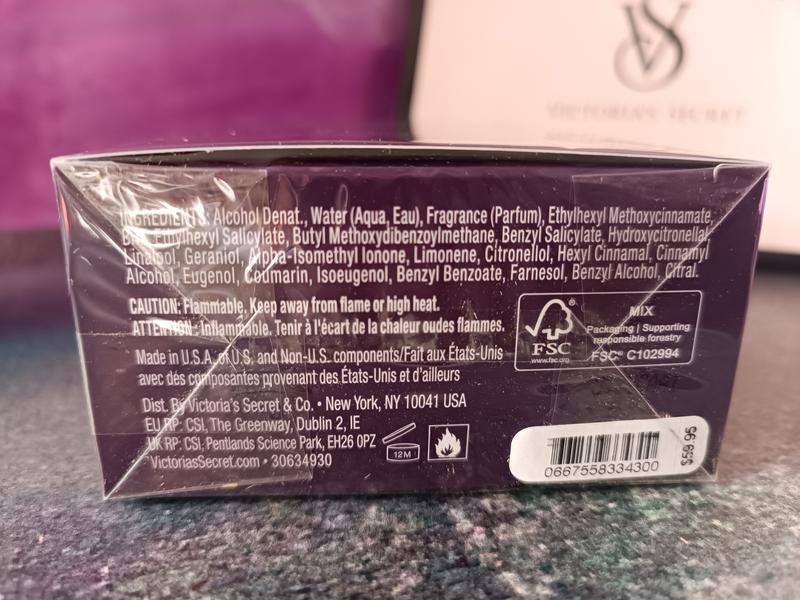 VS
VICTORIA'S SECRET
INGREDIENTS: Alcohol Denat., Water (Aqua, Eau), Fragrance (Parfum), Ethylhexyl Methoxycinnamate,
Ethylhexyl Salicylate, Butyl Methoxydibenzoylmethane, Benzyl Salicylate, Hydroxycitronellal,
Linalool, Geraniol, Alpha-Isomethyl Ionone, Limonene, Citronellol, Hexyl Cinnamal, Cinnamyl
Alcohol, Eugenol, Coumarin, Isoeugenol, Benzyl Benzoate, Farnesol, Benzyl Alcohol, Citral.
CAUTION: Flammable. Keep away from flame or high heat.
ATTENTION: Inflammable. Tenir à l'écart de la chaleur oudes flammes.
Made in U.S.A. of U.S. and Non-U.S. components/Fait aux États-Unis
avec dés composantes provenant des États-Unis et d'ailleurs
Dist. By Victoria's Secret & Co. • New York, NY 10041 USA
EU RP: CSI, The Greenway, Dublin 2, IE
UK RP: CSI, Pentlands Science Park, EH26 0PZ
VictoriasSecret.com • 30634930
12M
FSC
www.fsc.org
MIX
Packaging | Supporting
responsible forestry
FSC® C102994
0667558334300
$59.95